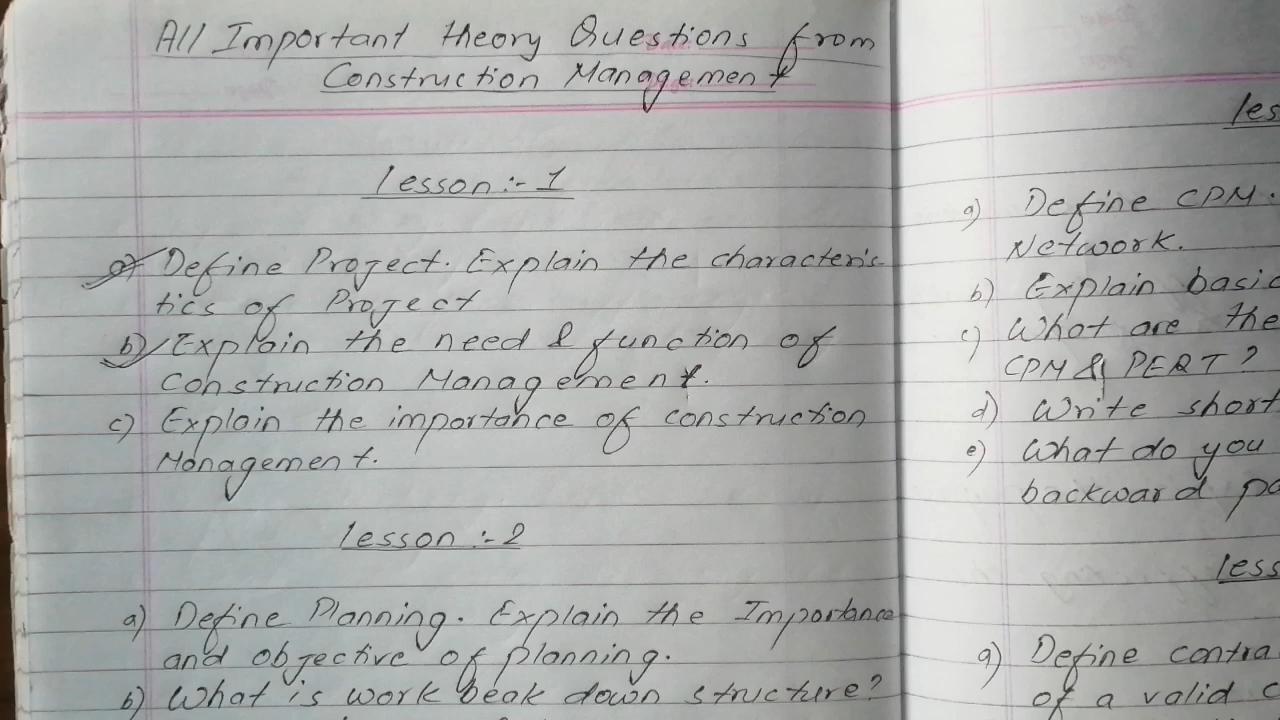 All Important theory Questions from
Construction Management
lesson :- 1
a) Define Project. Explain the characteris
tics of Project
b) Explain the need & function of
Construction Management.
c) Explain the importance of construction
Management.
lesson :- 2
a) Define Planning. Explain the Importance
and objective of planning.
b) What is work beak down structure?
les
a) Define CPM.
Network.
b) Explain basic
c) What are the
CPM & PERT?
d) Write short
e) What do you
backward pa
less
a) Define contra
of a valid c